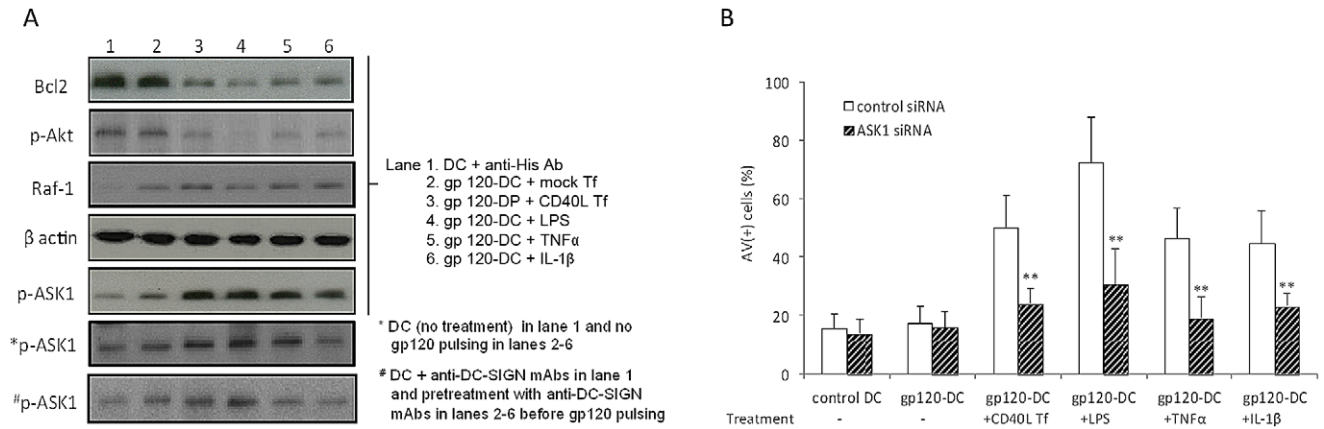 A
1 2 3 4 5 6
Bcl2
p-Akt
Raf-1
β actin
p-ASK1
*p-ASK1
#p-ASK1
Lane 1. DC + anti-His Ab
2. gp 120-DC + mock Tf
3. gp 120-DP + CD40L Tf
4. gp 120-DC + LPS
5. gp 120-DC + TNFα
6. gp 120-DC + IL-1β
* DC (no treatment) in lane 1 and no
gp120 pulsing in lanes 2-6
# DC + anti-DC-SIGN mAbs in lane 1
and pretreatment with anti-DC-SIGN
mAbs in lanes 2-6 before gp120 pulsing
B
100
80
60
40
20
0
AV(+) cells (%)
control siRNA
ASK1 siRNA
** ** ** **
control DC gp120-DC gp120-DC gp120-DC gp120-DC gp120-DC
Treatment - - +CD40L Tf +LPS +TNFα +IL-1β